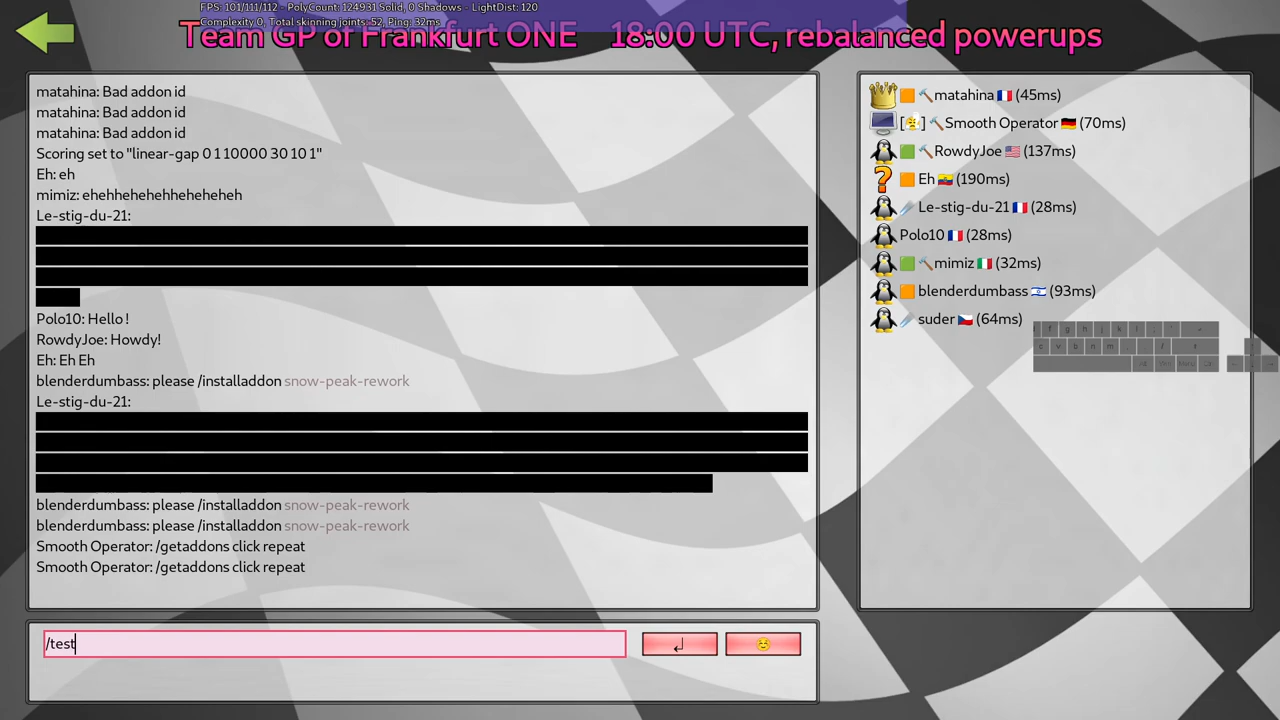 FPS: 101/111/112 - PolyCount: 124931 Solid, 0 Shadows - LightDist: 120
Complexity 0, Total skinning joints: 52, Ping: 32ms
Team GP of Frankfurt ONE 18:00 UTC, rebalanced powerups
matahina: Bad addon id
matahina: Bad addon id
matahina: Bad addon id
Scoring set to "linear-gap 0 1 10000 30 10 1"
Eh: eh
mimiz: ehehhehehehheheheheh
Le-stig-du-21:
Polo10: Hello !
RowdyJoe: Howdy!
Eh: Eh Eh
blenderdumbass: please /installaddon snow-peak-rework
Le-stig-du-21:
blenderdumbass: please /installaddon snow-peak-rework
blenderdumbass: please /installaddon snow-peak-rework
Smooth Operator: /getaddons click repeat
Smooth Operator: /getaddons click repeat
/test
matahina (45ms)
[] Smooth Operator (70ms)
RowdyJoe (137ms)
Eh (190ms)
Le-stig-du-21 (28ms)
Polo10 (28ms)
mimiz (32ms)
blenderdumbass (93ms)
suder (64ms)
f g h j k l
c v b n m